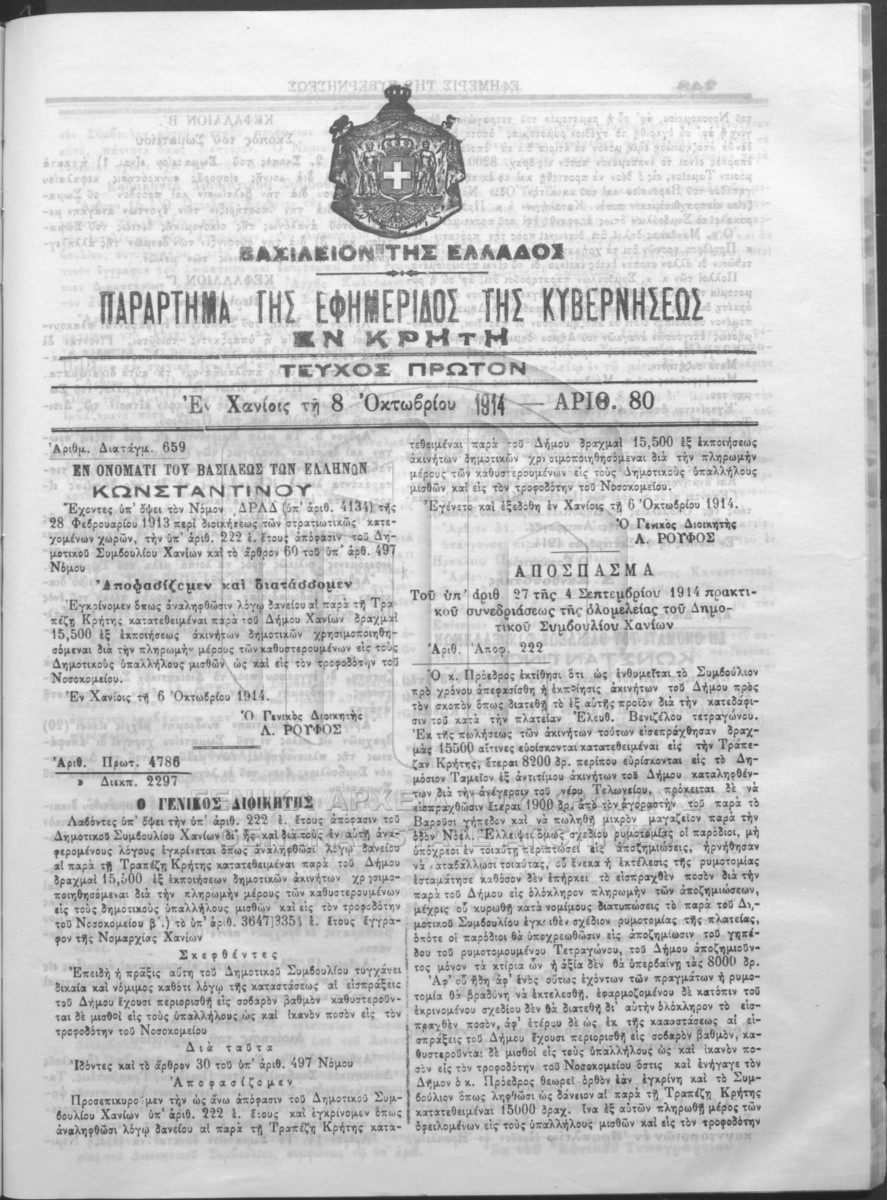 ΒΑΣΙΛΕΙΟΝ ΤΗΣ ΕΛΛΑΔΟΣ
ΠΑΡΑΡΤΗΜΑ ΤΗΣ ΕΦΗΜΕΡΙΔΟΣ ΤΗΣ ΚΥΒΕΡΝΗΣΕΩΣ
ΕΝ ΚΡΗΤΗ
ΤΕΥΧΟΣ ΠΡΩΤΟΝ
Ἐν Χανίοις τῇ 8 Ὀκτωβρίου 1914 — ΑΡΙΘ. 80
Ἀριθμ. Διατάγμ. 659
ΕΝ ΟΝΟΜΑΤΙ ΤΟΥ ΒΑΣΙΛΕΩΣ ΤΩΝ ΕΛΛΗΝΩΝ
ΚΩΝΣΤΑΝΤΙΝΟΥ
Ἔχοντες ὑπ' ὄψει τὸν Νόμον ͵ΔΡΛΔ (ὑπ' ἀριθ. 4134) τῆς
28 Φεβρουαρίου 1913 περὶ διοικήσεως τῶν στρατιωτικῶς κατε-
χομένων χωρῶν, τὴν ὑπ' ἀριθ. 222 ἐ. ἔτους ἀπόφασιν τοῦ Δη-
μοτικοῦ Συμβουλίου Χανίων καὶ τὸ ἄρθρον 60 τοῦ ὑπ' ἀρθ. 497
Νόμου
Ἀποφασίζομεν καὶ διατάσσομεν
Ἐγκρίνομεν ὅπως ἀναληφθῶσιν λόγῳ δανείου αἱ παρὰ τῇ Τρα
πέζῃ Κρήτης κατατεθειμέναι παρὰ τοῦ Δήμου Χανίων δραχμαὶ
15,500 ἐξ ἐκποιήσεως ἀκινήτων δημοτικῶν χρησιμοποιηθη-
σόμεναι διὰ τὴν πληρωμὴν μέρους τῶν καθυστερουμένων εἰς τοὺς
Δημοτικοὺς ὑπαλλήλους μισθῶν ὡς καὶ εἰς τὸν τροφοδότην τοῦ
Νοσοκομείου.
Ἐν Χανίοις τῇ 6 Ὀκτωβρίου 1914.
Ὁ Γενικὸς Διοικητὴς
Λ. ΡΟΥΦΟΣ
Ἀριθ. Πρωτ. 4786
» Διεκπ. 2297
Ο ΓΕΝΙΚΟΣ ΔΙΟΙΚΗΤΗΣ
Λαβόντες ὑπ' ὄψει τὴν ὑπ' ἀριθ. 222 ἐ. ἔτους ἀπόφασιν τοῦ
Δημοτικοῦ Συμβουλίου Χανίων δι' ἧς καὶ διὰ τοὺς ἐν αὐτῇ ἀνα-
φερομένους λόγους ἐγκρίνεται ὅπως ἀναληφθῶσι λόγῳ δανείου
αἱ παρὰ τῇ Τραπέζῃ Κρήτης κατατεθειμέναι παρὰ τοῦ Δήμου
δραχμαὶ 15,500 ἐξ ἐκποιήσεων δημοτικῶν ἀκινήτων χρησιμο-
ποιηθησόμεναι διὰ τὴν πληρωμὴν μέρους τῶν καθυστερουμένων
εἰς τοὺς δημοτικοὺς ὑπαλλήλους μισθῶν καὶ εἰς τὸν τροφοδότην
τοῦ Νοσοκομείου β'.) τὸ ὑπ' ἀριθ. 3647]335 ἐ. ἔτους ἔγγρα-
φον τῆς Νομαρχίας Χανίων
Σκεφθέντες
Ἐπειδὴ ἡ πρᾶξις αὕτη τοῦ Δημοτικοῦ Συμβουλίου τυγχάνει
δικαία καὶ νόμιμος καθότι λόγῳ τῆς καταστάσεως αἱ εἰσπράξεις
τοῦ Δήμου ἔχουσι περιορισθῆ εἰς σοβαρὸν βαθμὸν καθυστεροῦν-
ται δὲ μισθοὶ εἰς τοὺς ὑπαλλήλους ὡς καὶ ἱκανὸν ποσὸν εἰς τὸν
τροφοδότην τοῦ Νοσοκομείου
Διὰ ταῦτα
Ἰδόντες καὶ τὸ ἄρθρον 30 τοῦ ὑπ' ἀριθ. 497 Νόμου
Ἀποφασίζομεν
Προσεπικυροῦμεν τὴν ὡς ἄνω ἀπόφασιν τοῦ Δημοτικοῦ Συμ-
βουλίου Χανίων ὑπ' ἀριθ. 222 ἐ. ἔτους καὶ ἐγκρίνομεν ὅπως
ἀναληφθῶσι λόγῳ δανείου αἱ παρὰ τῇ Τραπέζῃ Κρήτης κατα-
τεθειμέναι παρὰ τοῦ Δήμου δραχμαὶ 15,500 ἐξ ἐκποιήσεως
ἀκινήτων δημοτικῶν χρησιμοποιηθησόμεναι διὰ τὴν πληρωμὴν
μέρους τῶν καθυστερουμένων εἰς τοὺς Δημοτικοὺς ὑπαλλήλους
μισθῶν καὶ εἰς τὸν τροφοδότην τοῦ Νοσοκομείου.
Ἐγένετο καὶ ἐξεδόθη ἐν Χανίοις τῇ 6 Ὀκτωβρίου 1914.
Ὁ Γενικὸς Διοικητὴς
Λ. ΡΟΥΦΟΣ
ΑΠΟΣΠΑΣΜΑ
Τοῦ ὑπ' ἀριθ 27 τῆς 4 Σεπτεμβρίου 1914 πρακτι-
κοῦ συνεδριάσεως τῆς ὁλομελείας τοῦ Δημο-
τικοῦ Συμβουλίου Χανίων
Ἀριθ. Ἀποφ. 222
Ὁ κ. Πρόεδρος ἐκτίθησι ὅτι ὡς ἐνθυμεῖται τὸ Συμβούλιον
πρὸ χρόνου ἀπεφασίσθη ἡ ἐκποίησις ἀκινήτων τοῦ Δήμου πρὸς
τὸν σκοπὸν ὅπως διατεθῇ τὸ ἐξ αὐτῆς προϊὸν διὰ τὴν κατεδάφι-
σιν τοῦ κατὰ τὴν πλατεῖαν Ἐλευθ. Βενιζέλου τετραγώνου.
Ἐκ τῆς πωλήσεως τῶν ἀκινήτων τούτων εἰσεπράχθησαν δραχ-
μὰς 15500 αἵτινες εὑρίσκονται κατατεθειμέναι εἰς τὴν Τράπε-
ζαν Κρήτης, ἕτεραι 8200 δρ. περίπου εὑρίσκονται εἰς τὸ Δη-
μόσιον Ταμεῖον ἐξ ἀντιτίμου ἀκινήτων τοῦ Δήμου καταληφθέν-
των διὰ τὴν ἀνέγερσιν τοῦ νέου Τελωνείου, πρόκειται δὲ νὰ
εἰσπραχθῶσιν ἕτεραι 1900 δρ. ἀπὸ τὸν ἀγοραστὴν τοῦ παρὰ τὸ
Βαροῦσι γήπεδον καὶ νὰ πωληθῇ μικρὸν μαγαζεῖον παρὰ τὴν
ὁδὸν Νοέλ. Ἐλλείψει ὅμως σχεδίου ρυμοτομίας οἱ παρόδιοι, μὴ
ὑπόχρεοι ἐν τοιαύτῃ περιπτώσει εἰς ἀποζημιώσεις, ἠρνήθησαν
νὰ καταβάλλωσι τοιαύτας, οὗ ἕνεκα ἡ ἐκτέλεσις τῆς ρυμοτομίας
ἐσταμάτησε καθόσον δὲν ἐπήρκει τὸ εἰσπραχθὲν ποσὸν διὰ τὴν
παρὰ τοῦ Δήμου εἰς ὁλόκληρον πληρωμὴν τῶν ἀποζημιώσεων,
μέχρις οὗ κυρωθῇ κατὰ νομίμους διατυπώσεις τὸ παρὰ τοῦ Δη-
μοτικοῦ Συμβουλίου ἐγκριθὲν σχέδιον ρυμοτομίας τῆς πλατείας,
ὁπότε οἱ παρόδιοι θὰ ὑποχρεωθῶσιν εἰς ἀποζημίωσιν τοῦ γηπέ-
δου τοῦ ρυμοτομουμένου Τετραγώνου, τοῦ Δήμου ἀποζημιοῦν-
τος μόνον τὰ κτίρια ὧν ἡ ἀξία δὲν θὰ ὑπερβαίνῃ τὰς 8000 δρ.
Ἀφ' οὗ ἤδη ἀφ' ἑνὸς οὕτως ἐχόντων τῶν πραγμάτων ἡ ρυμο-
τομία θὰ βραδύνῃ νὰ ἐκτελεσθῇ, ἐφαρμοζομένου δὲ κατόπιν τοῦ
ἐκρινομένου σχεδίου δὲν θὰ διατεθῇ δι' αὐτὴν ὁλόκληρον τὸ εἰσ-
πραχθὲν ποσόν, ἀφ' ἑτέρου δὲ ὡς ἐκ τῆς κααστάσεως αἱ εἰ-
σπράξεις τοῦ Δήμου ἔχουσι περιορισθῆ εἰς σοβαρὸν βαθμόν, κα-
θυστεροῦνται δὲ μισθοὶ εἰς τοὺς ὑπαλλήλους ὡς καὶ ἱκανὸν πο-
σὸν εἰς τὸν τροφοδότην τοῦ Νοσοκομείου ὅστις καὶ ἐνήγαγε τὸν
Δῆμον ὁ κ. Πρόεδρος θεωρεῖ ὀρθὸν ἐὰν ἐγκρίνῃ καὶ τὸ Συμ-
βούλιον ὅπως ληφθῶσι ὡς δάνειον αἱ παρὰ τῇ Τραπέζῃ Κρήτης
κατατεθειμέναι 15000 δραχ. ἵνα ἐξ αὐτῶν πληρωθῇ μέρος τῶν
ὀφειλομένων εἰς τοὺς ὑπαλλήλους μισθῶν καὶ εἰς τὸν τροφοδότην